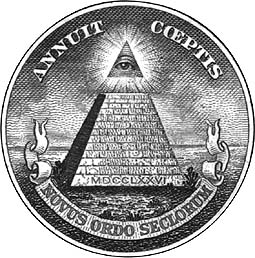 ANNUIT CŒPTIS
MDCCLXXVI
NOVUS ORDO SECLORUM